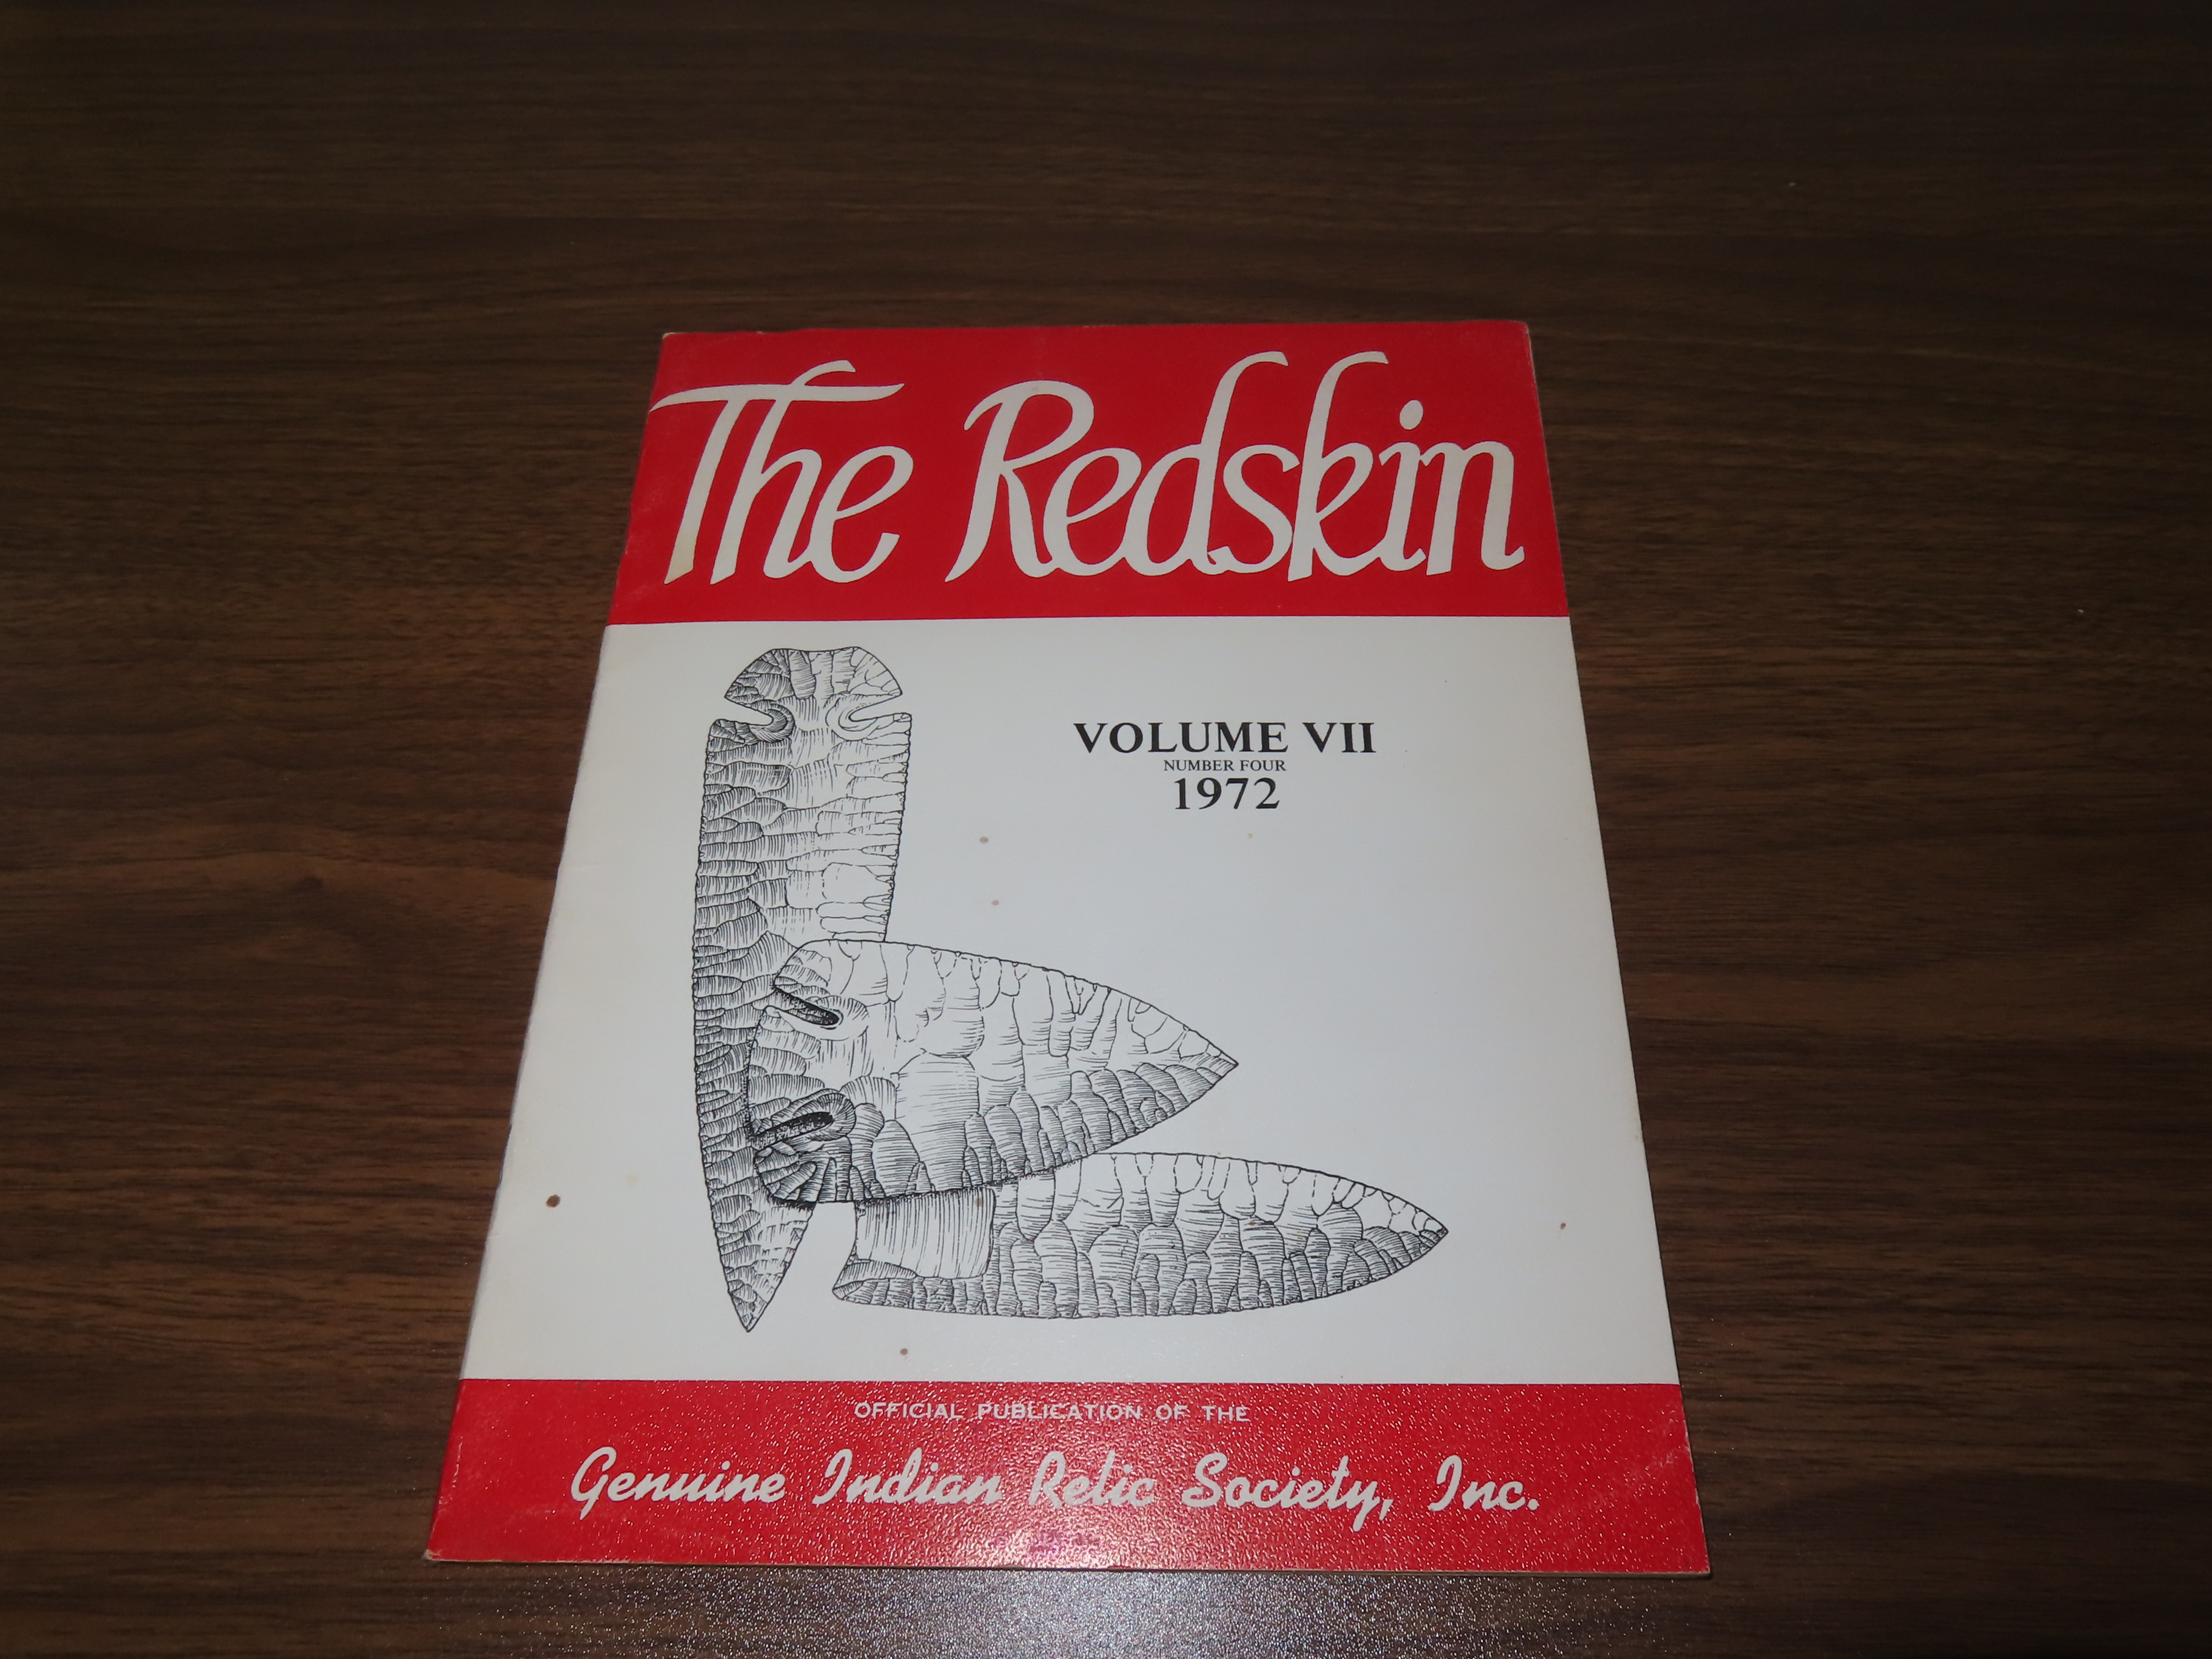 The Redskin
VOLUME VII
NUMBER FOUR
1972
OFFICIAL PUBLICATION OF THE
Genuine Indian Relic Society, Inc.